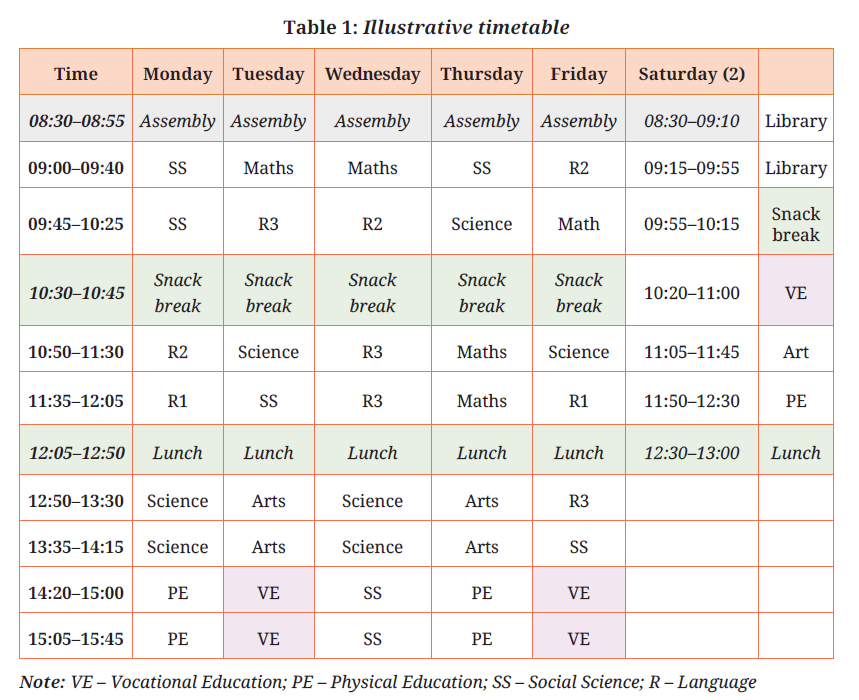 Table 1: Illustrative timetable
Time Monday Tuesday Wednesday Thursday Friday Saturday (2)
08:30–08:55 Assembly Assembly Assembly Assembly Assembly 08:30–09:10 Library
09:00–09:40 SS Maths Maths SS R2 09:15–09:55 Library
09:45–10:25 SS R3 R2 Science Math 09:55–10:15 Snack break
10:30–10:45 Snack break Snack break Snack break Snack break Snack break 10:20–11:00 VE
10:50–11:30 R2 Science R3 Maths Science 11:05–11:45 Art
11:35–12:05 R1 SS R3 Maths R1 11:50–12:30 PE
12:05–12:50 Lunch Lunch Lunch Lunch Lunch 12:30–13:00 Lunch
12:50–13:30 Science Arts Science Arts R3
13:35–14:15 Science Arts Science Arts SS
14:20–15:00 PE VE SS PE VE
15:05–15:45 PE VE SS PE VE
Note: VE – Vocational Education; PE – Physical Education; SS – Social Science; R – Language